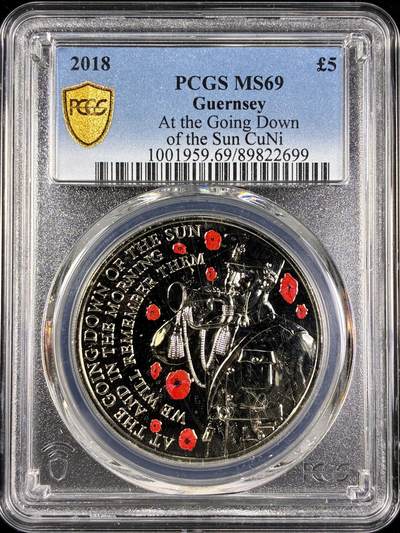 2018 £5
PCGS MS69
Guernsey
At the Going Down
of the Sun CuNi
1001959.69/89822699
PCGS
AT THE GOING DOWN OF THE SUN
AND IN THE MORNING
WE WILL REMEMBER THEM
PCGS